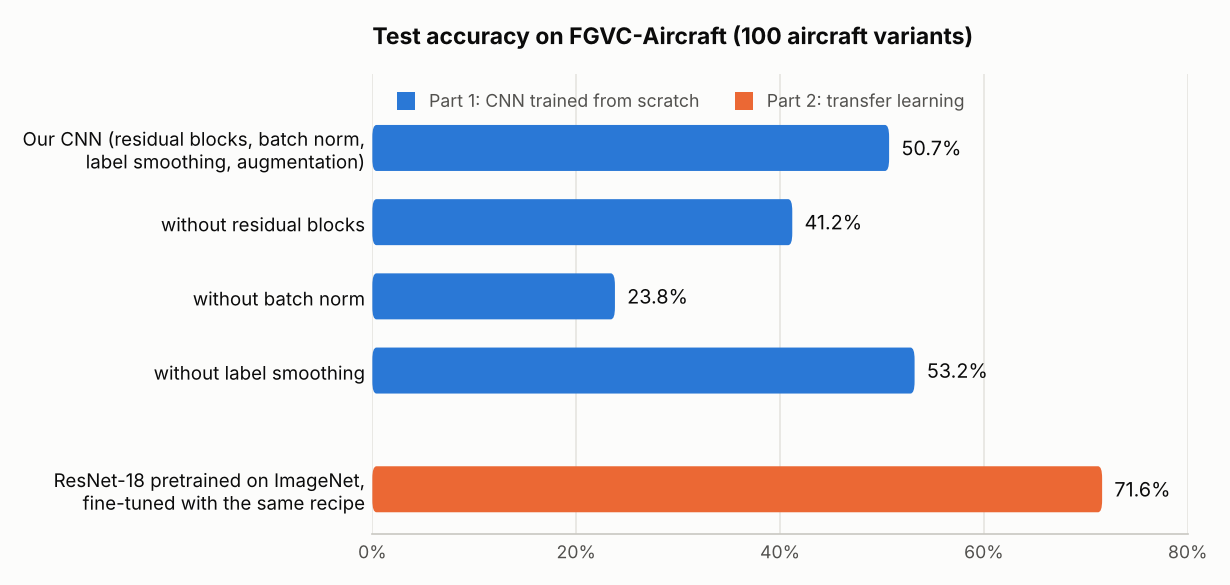 Test accuracy on FGVC-Aircraft (100 aircraft variants)
Part 1: CNN trained from scratch
Part 2: transfer learning
Our CNN (residual blocks, batch norm,
label smoothing, augmentation)
50.7%
without residual blocks
41.2%
without batch norm
23.8%
without label smoothing
53.2%
ResNet-18 pretrained on ImageNet,
fine-tuned with the same recipe
71.6%
0% 20% 40% 60% 80%